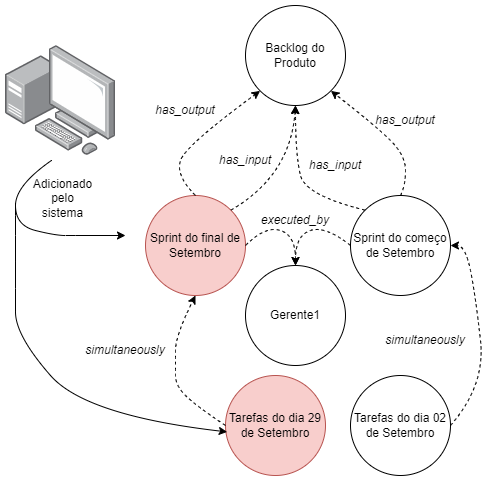 Backlog do
Produto
has_output
has_output
has_input
has_input
Adicionado
pelo
sistema
executed_by
Sprint do final de
Setembro
Sprint do começo
de Setembro
Gerente1
simultaneously
simultaneously
Tarefas do dia 29
de Setembro
Tarefas do dia 02
de Setembro